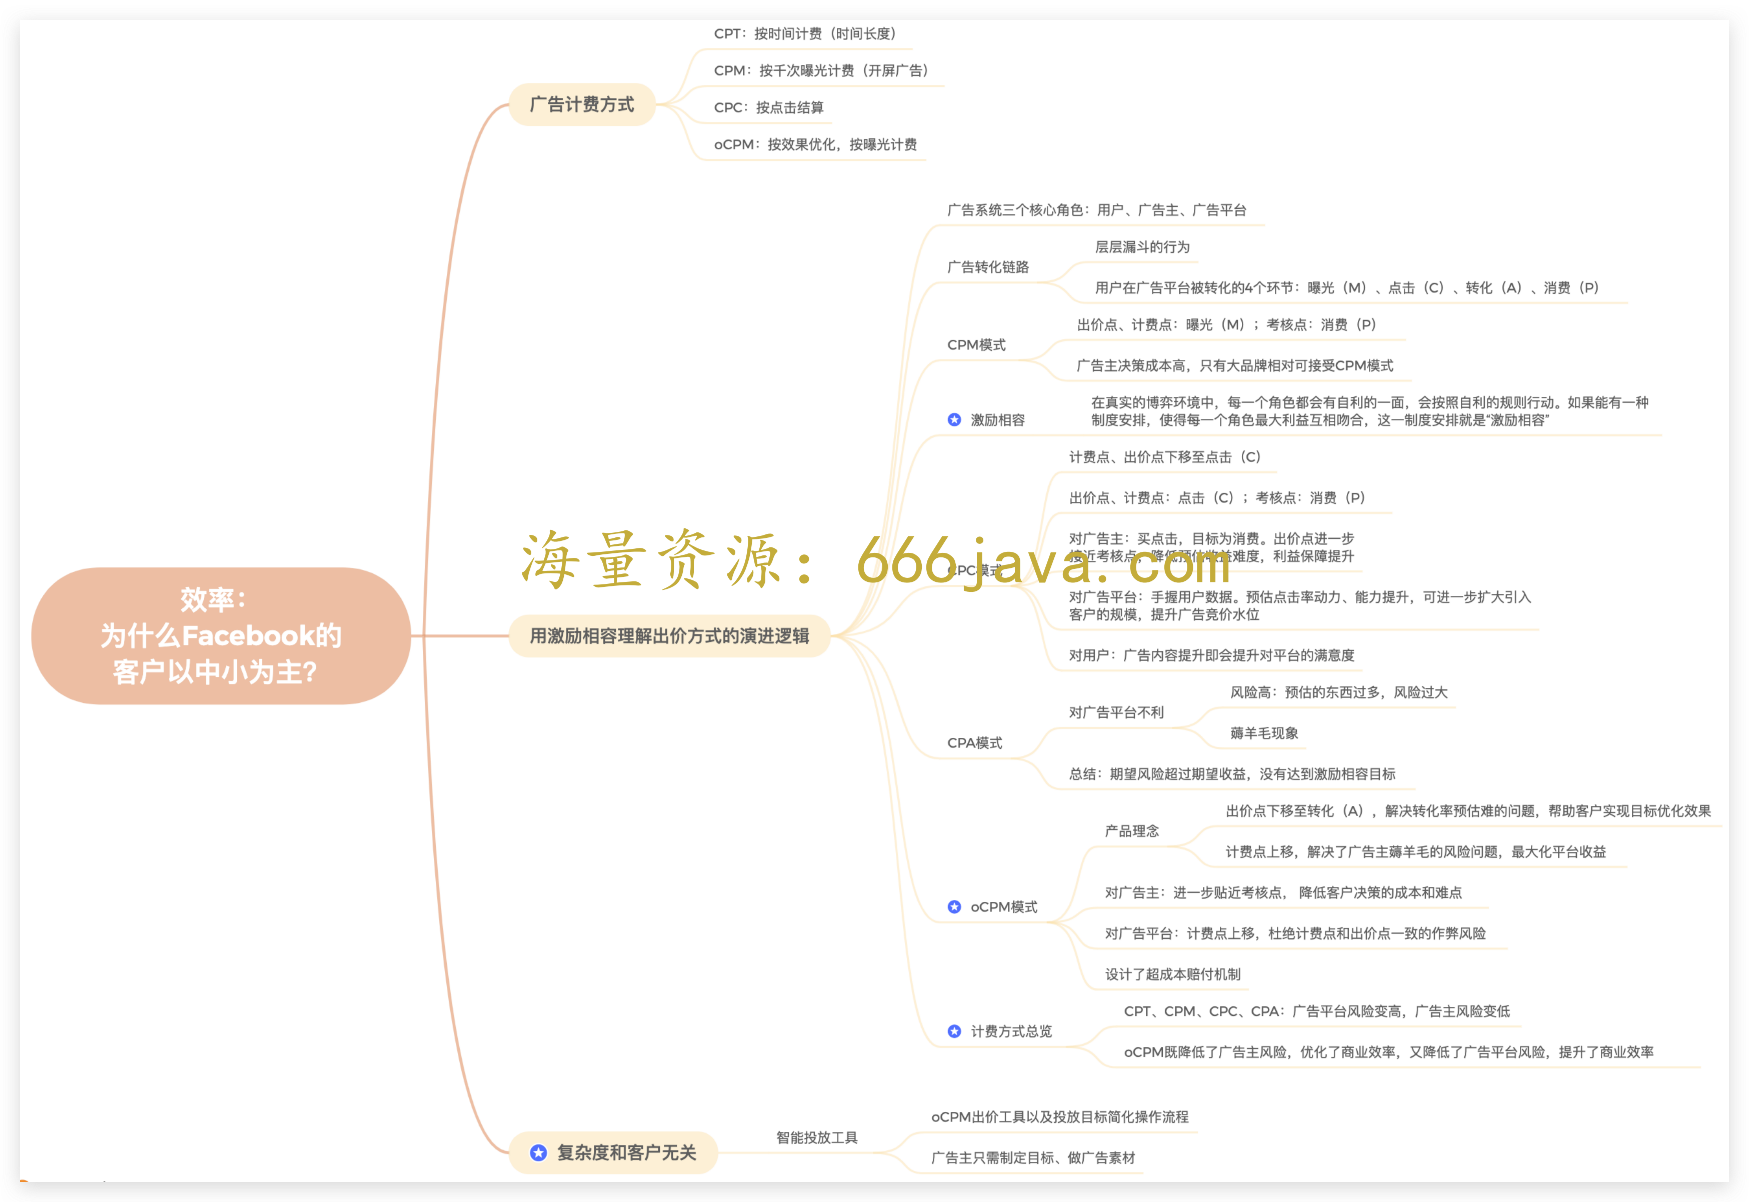 效率：
为什么Facebook的
客户以中小为主？
广告计费方式
CPT：按时间计费（时间长度）
CPM：按千次曝光计费（开屏广告）
CPC：按点击结算
oCPM：按效果优化，按曝光计费
用激励相容理解出价方式的演进逻辑
广告系统三个核心角色：用户、广告主、广告平台
广告转化链路
层层漏斗的行为
用户在广告平台被转化的4个环节：曝光（M）、点击（C）、转化（A）、消费（P）
CPM模式
出价点、计费点：曝光（M）；考核点：消费（P）
广告主决策成本高，只有大品牌相对可接受CPM模式
激励相容
在真实的博弈环境中，每一个角色都会有自利的一面，会按照自利的规则行动。如果能有一种
制度安排，使得每一个角色最大利益互相吻合，这一制度安排就是“激励相容”
CPC模式
计费点、出价点下移至点击（C）
出价点、计费点：点击（C）；考核点：消费（P）
对广告主：买点击，目标为消费。出价点进一步
接近考核点，降低预估收益难度，利益保障提升
对广告平台：手握用户数据。预估点击率动力、能力提升，可进一步扩大引入
客户的规模，提升广告竞价水位
对用户：广告内容提升即会提升对平台的满意度
海量资源：666java.com
CPA模式
对广告平台不利
风险高：预估的东西过多，风险过大
薅羊毛现象
总结：期望风险超过期望收益，没有达到激励相容目标
oCPM模式
产品理念
出价点下移至转化（A），解决转化率预估难的问题，帮助客户实现目标优化效果
计费点上移，解决了广告主薅羊毛的风险问题，最大化平台收益
对广告主：进一步贴近考核点， 降低客户决策的成本和难点
对广告平台：计费点上移，杜绝计费点和出价点一致的作弊风险
设计了超成本赔付机制
计费方式总览
CPT、CPM、CPC、CPA：广告平台风险变高，广告主风险变低
oCPM既降低了广告主风险，优化了商业效率，又降低了广告平台风险，提升了商业效率
复杂度和客户无关
智能投放工具
oCPM出价工具以及投放目标简化操作流程
广告主只需制定目标、做广告素材